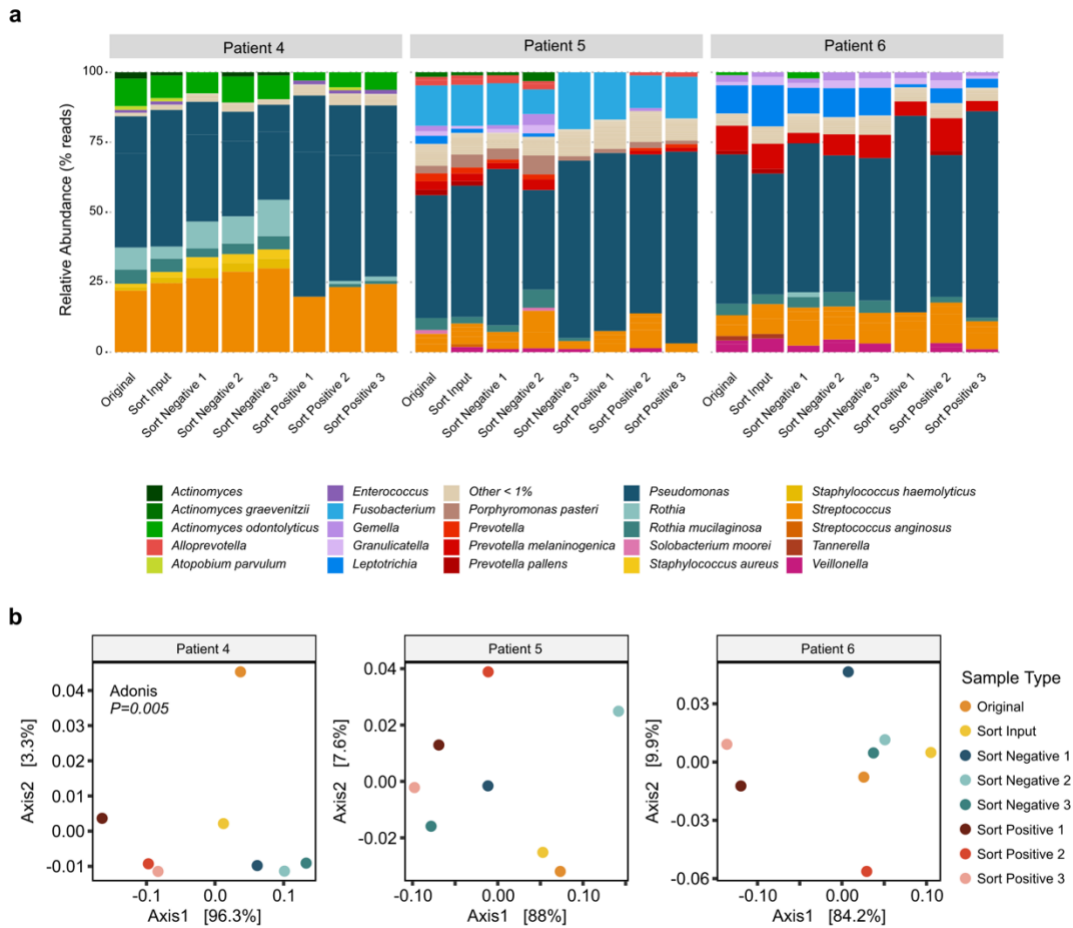 a
Patient 4
Patient 5
Patient 6
Relative Abundance (% reads)
100
75
50
25
0
Original
Sort Input
Sort Negative 1
Sort Negative 2
Sort Negative 3
Sort Positive 1
Sort Positive 2
Sort Positive 3
Original
Sort Input
Sort Negative 1
Sort Negative 2
Sort Negative 3
Sort Positive 1
Sort Positive 2
Sort Positive 3
Original
Sort Input
Sort Negative 1
Sort Negative 2
Sort Negative 3
Sort Positive 1
Sort Positive 2
Sort Positive 3
Actinomyces
Actinomyces graevenitzii
Actinomyces odontolyticus
Alloprevotella
Atopobium parvulum
Enterococcus
Fusobacterium
Gemella
Granulicatella
Leptotrichia
Other < 1%
Porphyromonas pasteri
Prevotella
Prevotella melaninogenica
Prevotella pallens
Pseudomonas
Rothia
Rothia mucilaginosa
Solobacterium moorei
Staphylococcus aureus
Staphylococcus haemolyticus
Streptococcus
Streptococcus anginosus
Tannerella
Veillonella
b
Patient 4
Adonis
P=0.005
Axis2 [3.3%]
0.04
0.03
0.02
0.01
0.00
-0.01
-0.1
0.0
0.1
Axis1 [96.3%]
Patient 5
Axis2 [7.6%]
0.04
0.02
0.00
-0.02
-0.10
0.00
0.10
Axis1 [88%]
Patient 6
Axis2 [9.9%]
0.03
0.00
-0.03
-0.06
-0.10
0.00
0.10
Axis1 [84.2%]
Sample Type
Original
Sort Input
Sort Negative 1
Sort Negative 2
Sort Negative 3
Sort Positive 1
Sort Positive 2
Sort Positive 3